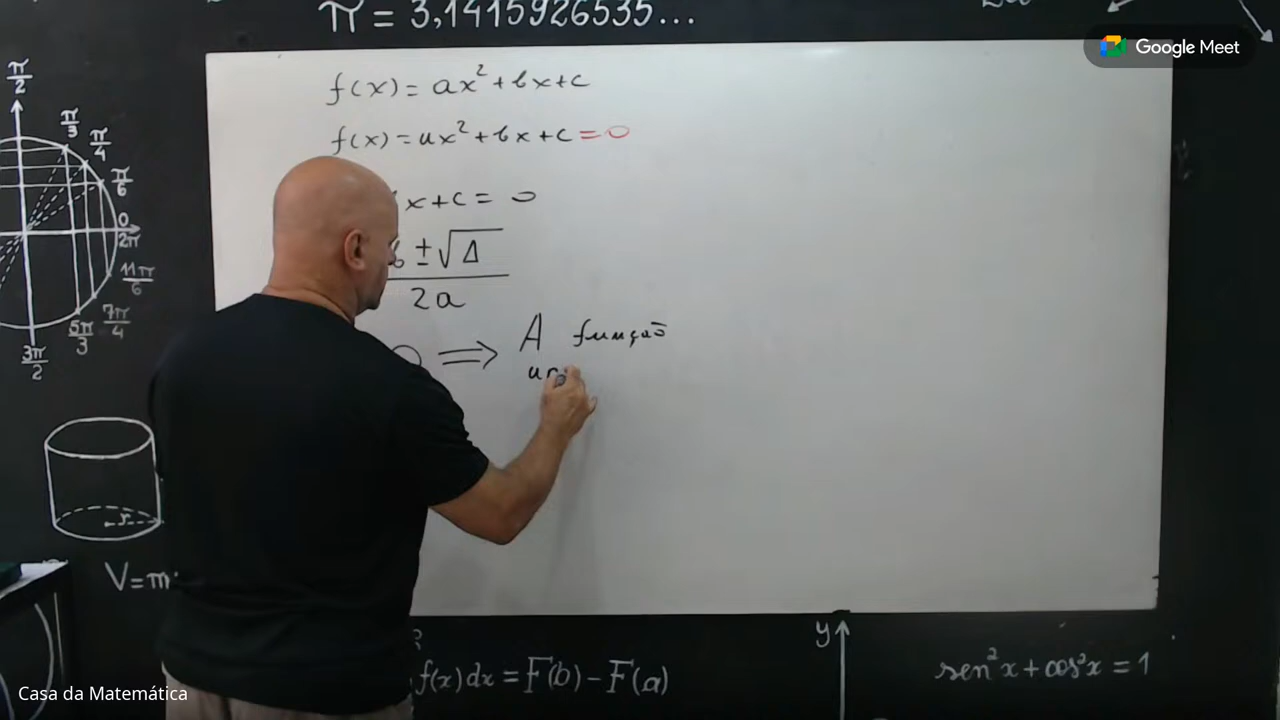 π = 3,1415926535...
Google Meet
f(x) = ax²+bx+c
f(x) = ax²+bx+c = 0
x+c = 0
b ± √Δ
2a
⟹ A função
π/2
π/3
π/4
π/6
0
2π
11π/6
7π/4
5π/3
3π/2
r
V=π
f(x)dx = F(b) - F(a)
y
sen²x + cos²x = 1
Casa da Matemática